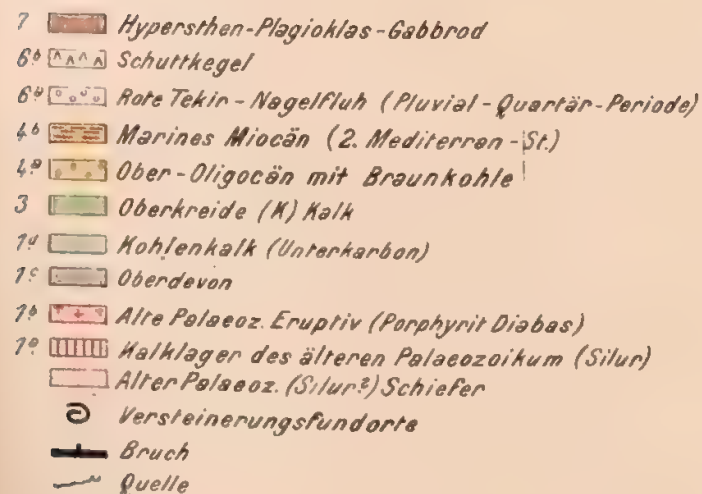 7 Hypersthen-Plagioklas-Gabbrod
6b Schuttkegel
6a Rote Tekir-Nagelfluh (Pluvial-Quartär-Periode)
4b Marines Miocän (2. Mediterran-St.)
4a Ober-Oligocän mit Braunkohle
3 Oberkreide (K) Kalk
1d Kohlenkalk (Unterkarbon)
1c Oberdevon
1b Alte Palaeoz. Eruptiv (Porphyrit Diabas)
1a Kalklager des älteren Palaeozoikum (Silur)
Alter Palaeoz. (Silur?) Schiefer
Versteinerungsfundorte
Bruch
Quelle